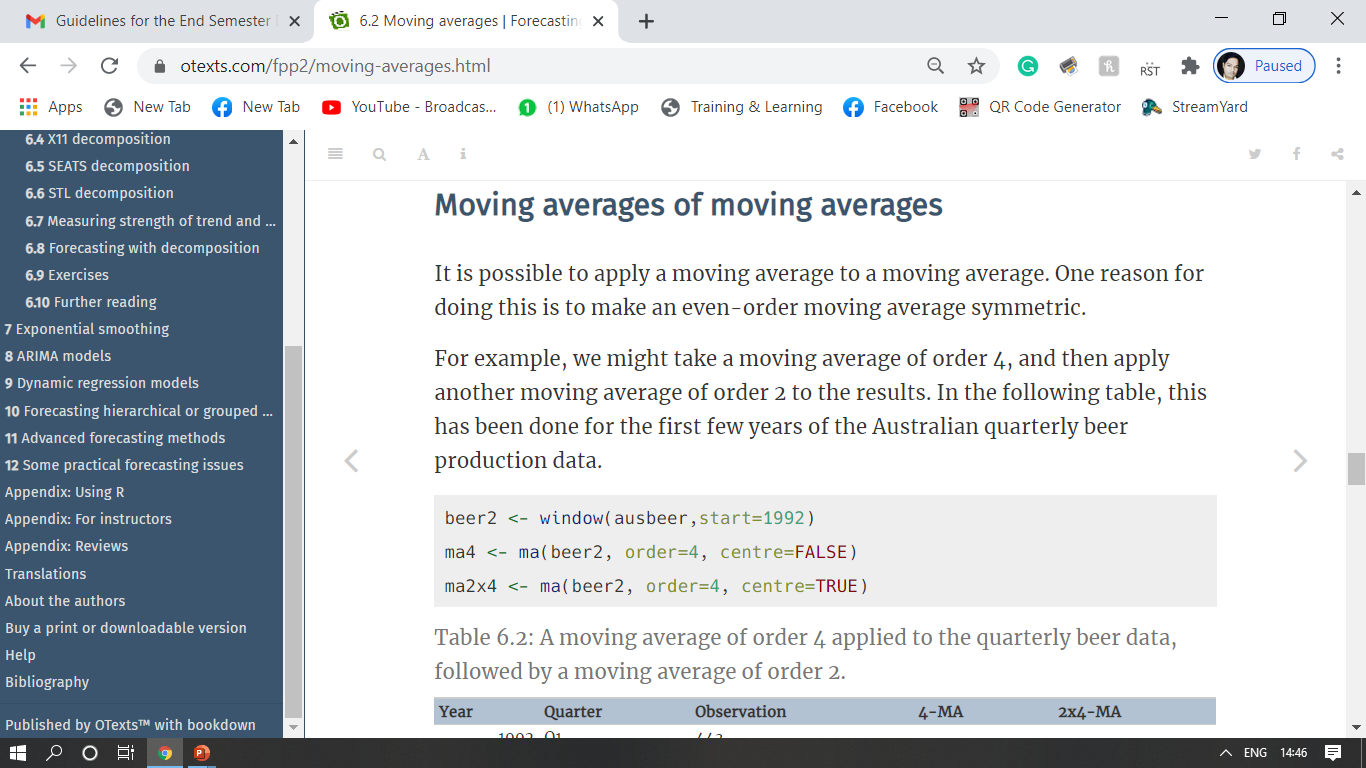 Guidelines for the End Semester
6.2 Moving averages | Forecastin
otexts.com/fpp2/moving-averages.html
RST
Paused
Apps
New Tab
New Tab
YouTube - Broadcas...
1
(1) WhatsApp
Training & Learning
Facebook
QR Code Generator
StreamYard
6.4 X11 decomposition
6.5 SEATS decomposition
6.6 STL decomposition
6.7 Measuring strength of trend and ...
6.8 Forecasting with decomposition
6.9 Exercises
6.10 Further reading
7 Exponential smoothing
8 ARIMA models
9 Dynamic regression models
10 Forecasting hierarchical or grouped ...
11 Advanced forecasting methods
12 Some practical forecasting issues
Appendix: Using R
Appendix: For instructors
Appendix: Reviews
Translations
About the authors
Buy a print or downloadable version
Help
Bibliography
Published by OTexts™ with bookdown
A
i
Moving averages of moving averages
It is possible to apply a moving average to a moving average. One reason for
doing this is to make an even-order moving average symmetric.
For example, we might take a moving average of order 4, and then apply
another moving average of order 2 to the results. In the following table, this
has been done for the first few years of the Australian quarterly beer
production data.
beer2 <- window(ausbeer,start=1992)
ma4 <- ma(beer2, order=4, centre=FALSE)
ma2x4 <- ma(beer2, order=4, centre=TRUE)
Table 6.2: A moving average of order 4 applied to the quarterly beer data,
followed by a moving average of order 2.
Year Quarter Observation 4-MA 2x4-MA
ENG 14:46